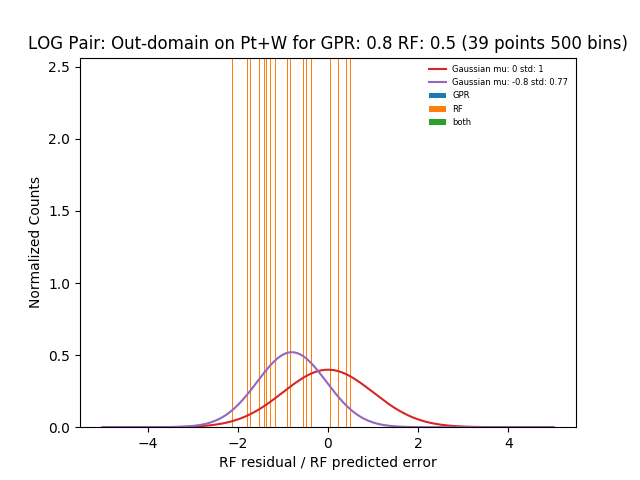 LOG Pair: Out-domain on Pt+W for GPR: 0.8 RF: 0.5 (39 points 500 bins)
Gaussian mu: 0 std: 1
Gaussian mu: -0.8 std: 0.77
GPR
RF
both
Normalized Counts
2.5
2.0
1.5
1.0
0.5
0.0
−4 −2 0 2 4
RF residual / RF predicted error